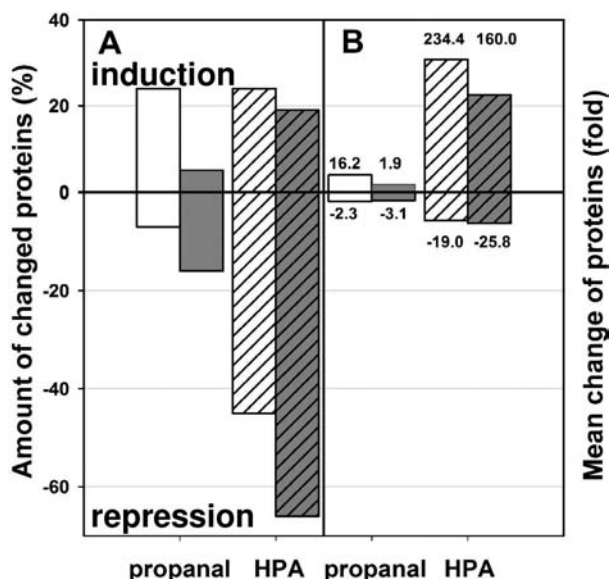 Amount of changed proteins (%)
40
20
0
-20
-40
-60
A
induction
repression
B
234.4 160.0
16.2 1.9
-2.3 -3.1
-19.0 -25.8
propanal HPA propanal HPA
Mean change of proteins (fold)